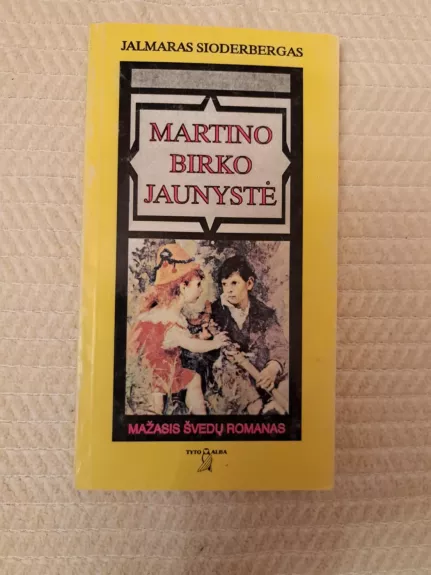 JALMARAS SIODERBERGAS
MARTINO
BIRKO
JAUNYSTĖ
MAŽASIS ŠVEDŲ ROMANAS
TYTO ALBA